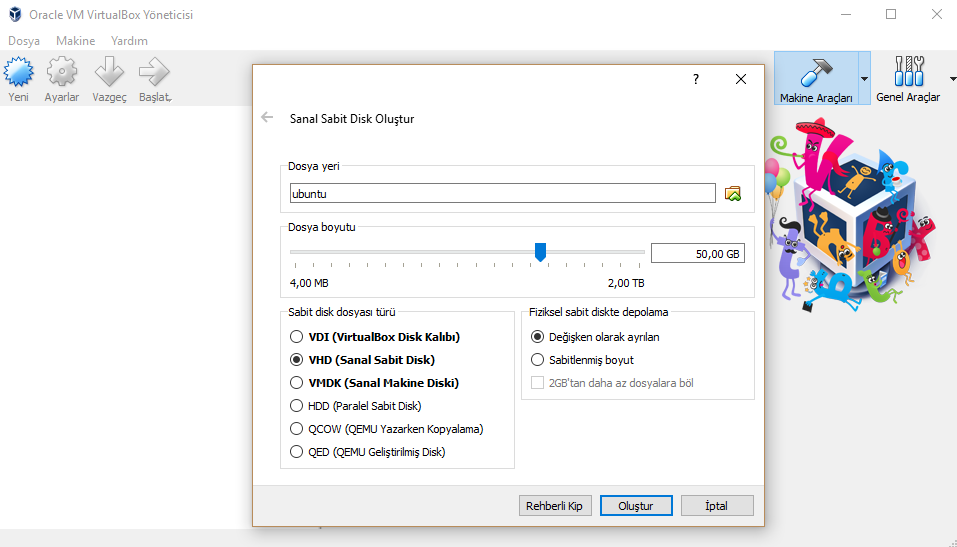 Oracle VM VirtualBox Yöneticisi
Dosya Makine Yardım
Yeni Ayarlar Vazgeç Başlat
Makine Araçları Genel Araçlar
?
Sanal Sabit Disk Oluştur
Dosya yeri
ubuntu
Dosya boyutu
50,00 GB
4,00 MB 2,00 TB
Sabit disk dosyası türü
VDI (VirtualBox Disk Kalıbı)
VHD (Sanal Sabit Disk)
VMDK (Sanal Makine Diski)
HDD (Paralel Sabit Disk)
QCOW (QEMU Yazarken Kopyalama)
QED (QEMU Geliştirilmiş Disk)
Fiziksel sabit diskte depolama
Değişken olarak ayrılan
Sabitlenmiş boyut
2GB'tan daha az dosyalara böl
Rehberli Kip Oluştur İptal